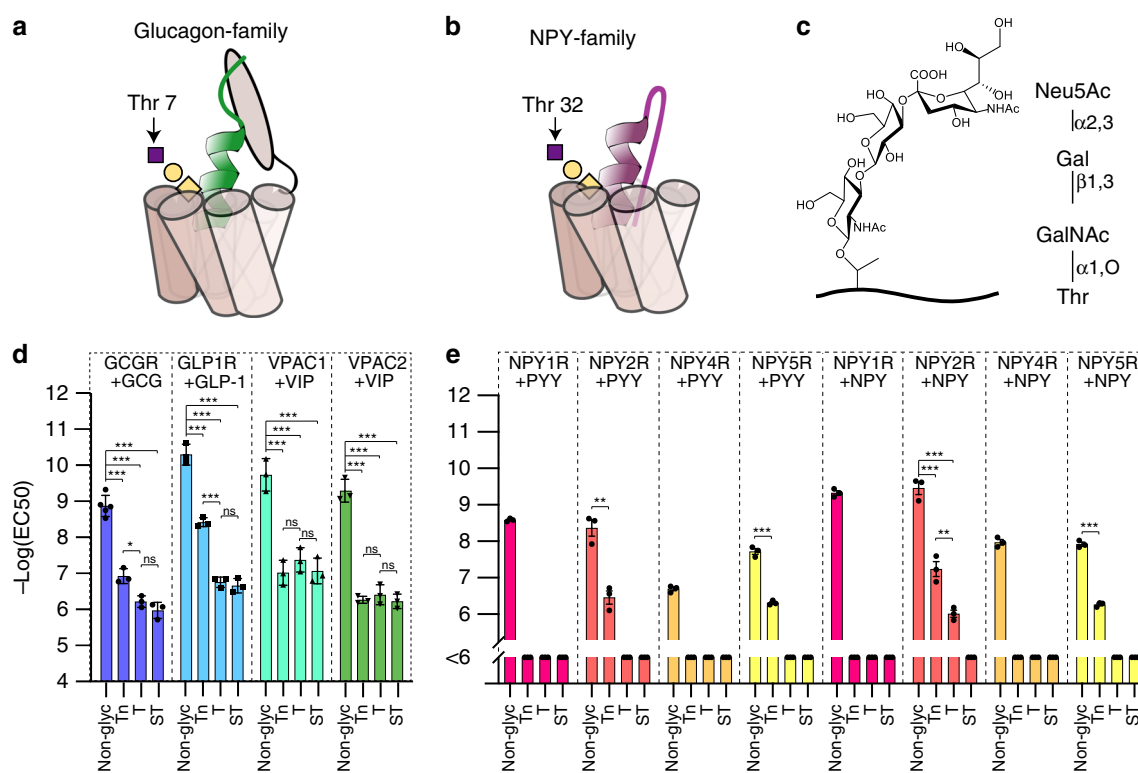 a
Glucagon-family
Thr 7
b
NPY-family
Thr 32
c
OH
HO
OH
HO
COOH
OH
HO
O
O
NHAc
OH
HO
O
OH
O
OH
HO
O
NHAc
O
Neu5Ac
α2,3
Gal
β1,3
GalNAc
α1,O
Thr
d
GCGR
+GCG
GLP1R
+GLP-1
VPAC1
+VIP
VPAC2
+VIP
–Log(EC50)
12
11
10
9
8
7
6
5
4
***
***
***
*
ns
***
***
***
***
ns
***
***
***
ns
ns
***
***
ns
ns
Non-glyc
Tn
T
ST
Non-glyc
Tn
T
ST
Non-glyc
Tn
T
ST
Non-glyc
Tn
T
ST
e
NPY1R
+PYY
NPY2R
+PYY
NPY4R
+PYY
NPY5R
+PYY
NPY1R
+NPY
NPY2R
+NPY
NPY4R
+NPY
NPY5R
+NPY
12
11
10
8
6
<6
**
***
***
***
**
***
Non-glyc
Tn
T
ST
Non-glyc
Tn
T
ST
Non-glyc
Tn
T
ST
Non-glyc
Tn
T
ST
Non-glyc
Tn
T
ST
Non-glyc
Tn
T
ST
Non-glyc
Tn
T
ST
Non-glyc
Tn
T
ST